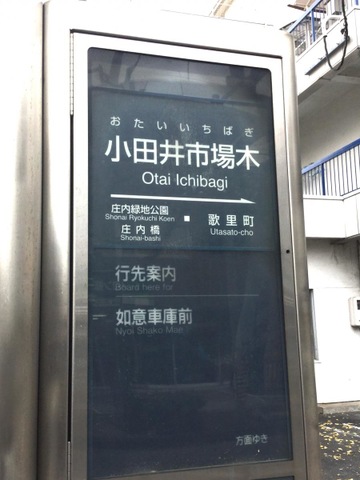 おたいいちばぎ
小田井市場木
Otai Ichibagi
庄内緑地公園
Shonai Ryokuchi Koen
庄内橋
Shonai-bashi
歌里町
Utasato-cho
行先案内
Board here for
如意車庫前
Nyoi Shako Mae
方面ゆき